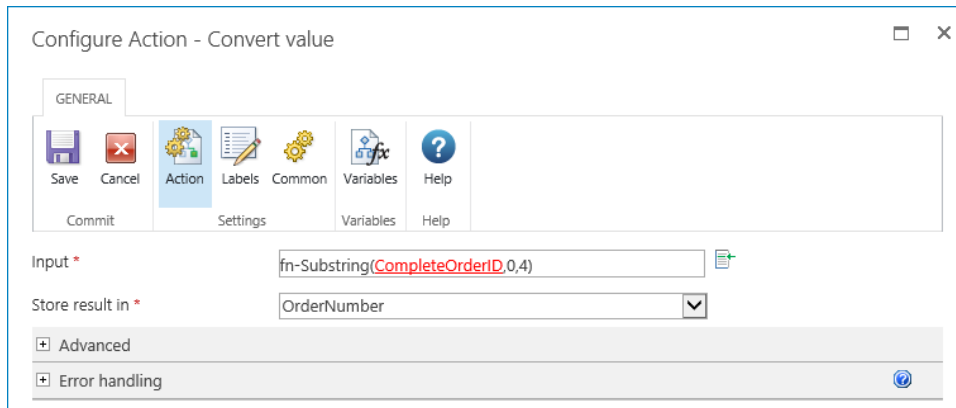 Configure Action - Convert value
GENERAL
Save Cancel Action Labels Common Variables Help
Commit Settings Variables Help
Input *
fn-Substring(CompleteOrderID,0,4)
Store result in *
OrderNumber
Advanced
Error handling